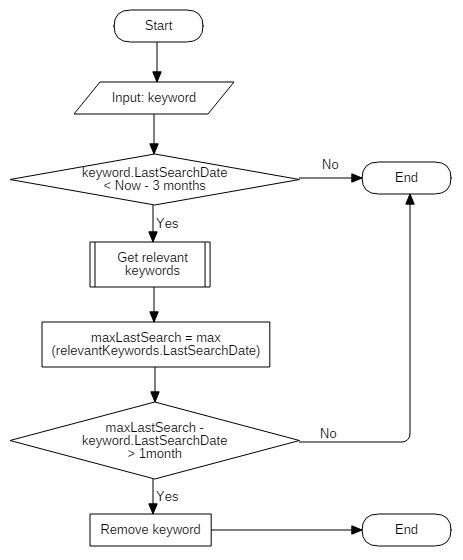 Start
Input: keyword
keyword.LastSearchDate
< Now - 3 months
No
End
Yes
Get relevant
keywords
maxLastSearch = max
(relevantKeywords.LastSearchDate)
maxLastSearch -
keyword.LastSearchDate
> 1month
No
Yes
Remove keyword
End